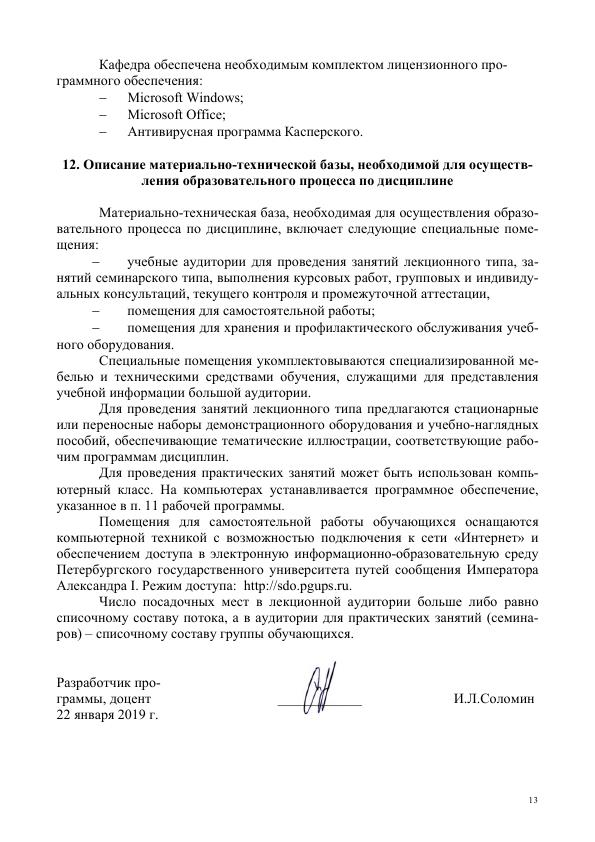 Кафедра обеспечена необходимым комплектом лицензионного про-
граммного обеспечения:
– Microsoft Windows;
– Microsoft Office;
– Антивирусная программа Касперского.
12. Описание материально-технической базы, необходимой для осуществ-
ления образовательного процесса по дисциплине
Материально-техническая база, необходимая для осуществления образо-
вательного процесса по дисциплине, включает следующие специальные поме-
щения:
– учебные аудитории для проведения занятий лекционного типа, за-
нятий семинарского типа, выполнения курсовых работ, групповых и индивиду-
альных консультаций, текущего контроля и промежуточной аттестации,
– помещения для самостоятельной работы;
– помещения для хранения и профилактического обслуживания учеб-
ного оборудования.
Специальные помещения укомплектовываются специализированной ме-
белью и техническими средствами обучения, служащими для представления
учебной информации большой аудитории.
Для проведения занятий лекционного типа предлагаются стационарные
или переносные наборы демонстрационного оборудования и учебно-наглядных
пособий, обеспечивающие тематические иллюстрации, соответствующие рабо-
чим программам дисциплин.
Для проведения практических занятий может быть использован компь-
ютерный класс. На компьютерах устанавливается программное обеспечение,
указанное в п. 11 рабочей программы.
Помещения для самостоятельной работы обучающихся оснащаются
компьютерной техникой с возможностью подключения к сети «Интернет» и
обеспечением доступа в электронную информационно-образовательную среду
Петербургского государственного университета путей сообщения Императора
Александра I. Режим доступа: http://sdo.pgups.ru.
Число посадочных мест в лекционной аудитории больше либо равно
списочному составу потока, а в аудитории для практических занятий (семина-
ров) – списочному составу группы обучающихся.
Разработчик про-
граммы, доцент ____________ И.Л.Соломин
22 января 2019 г.
13